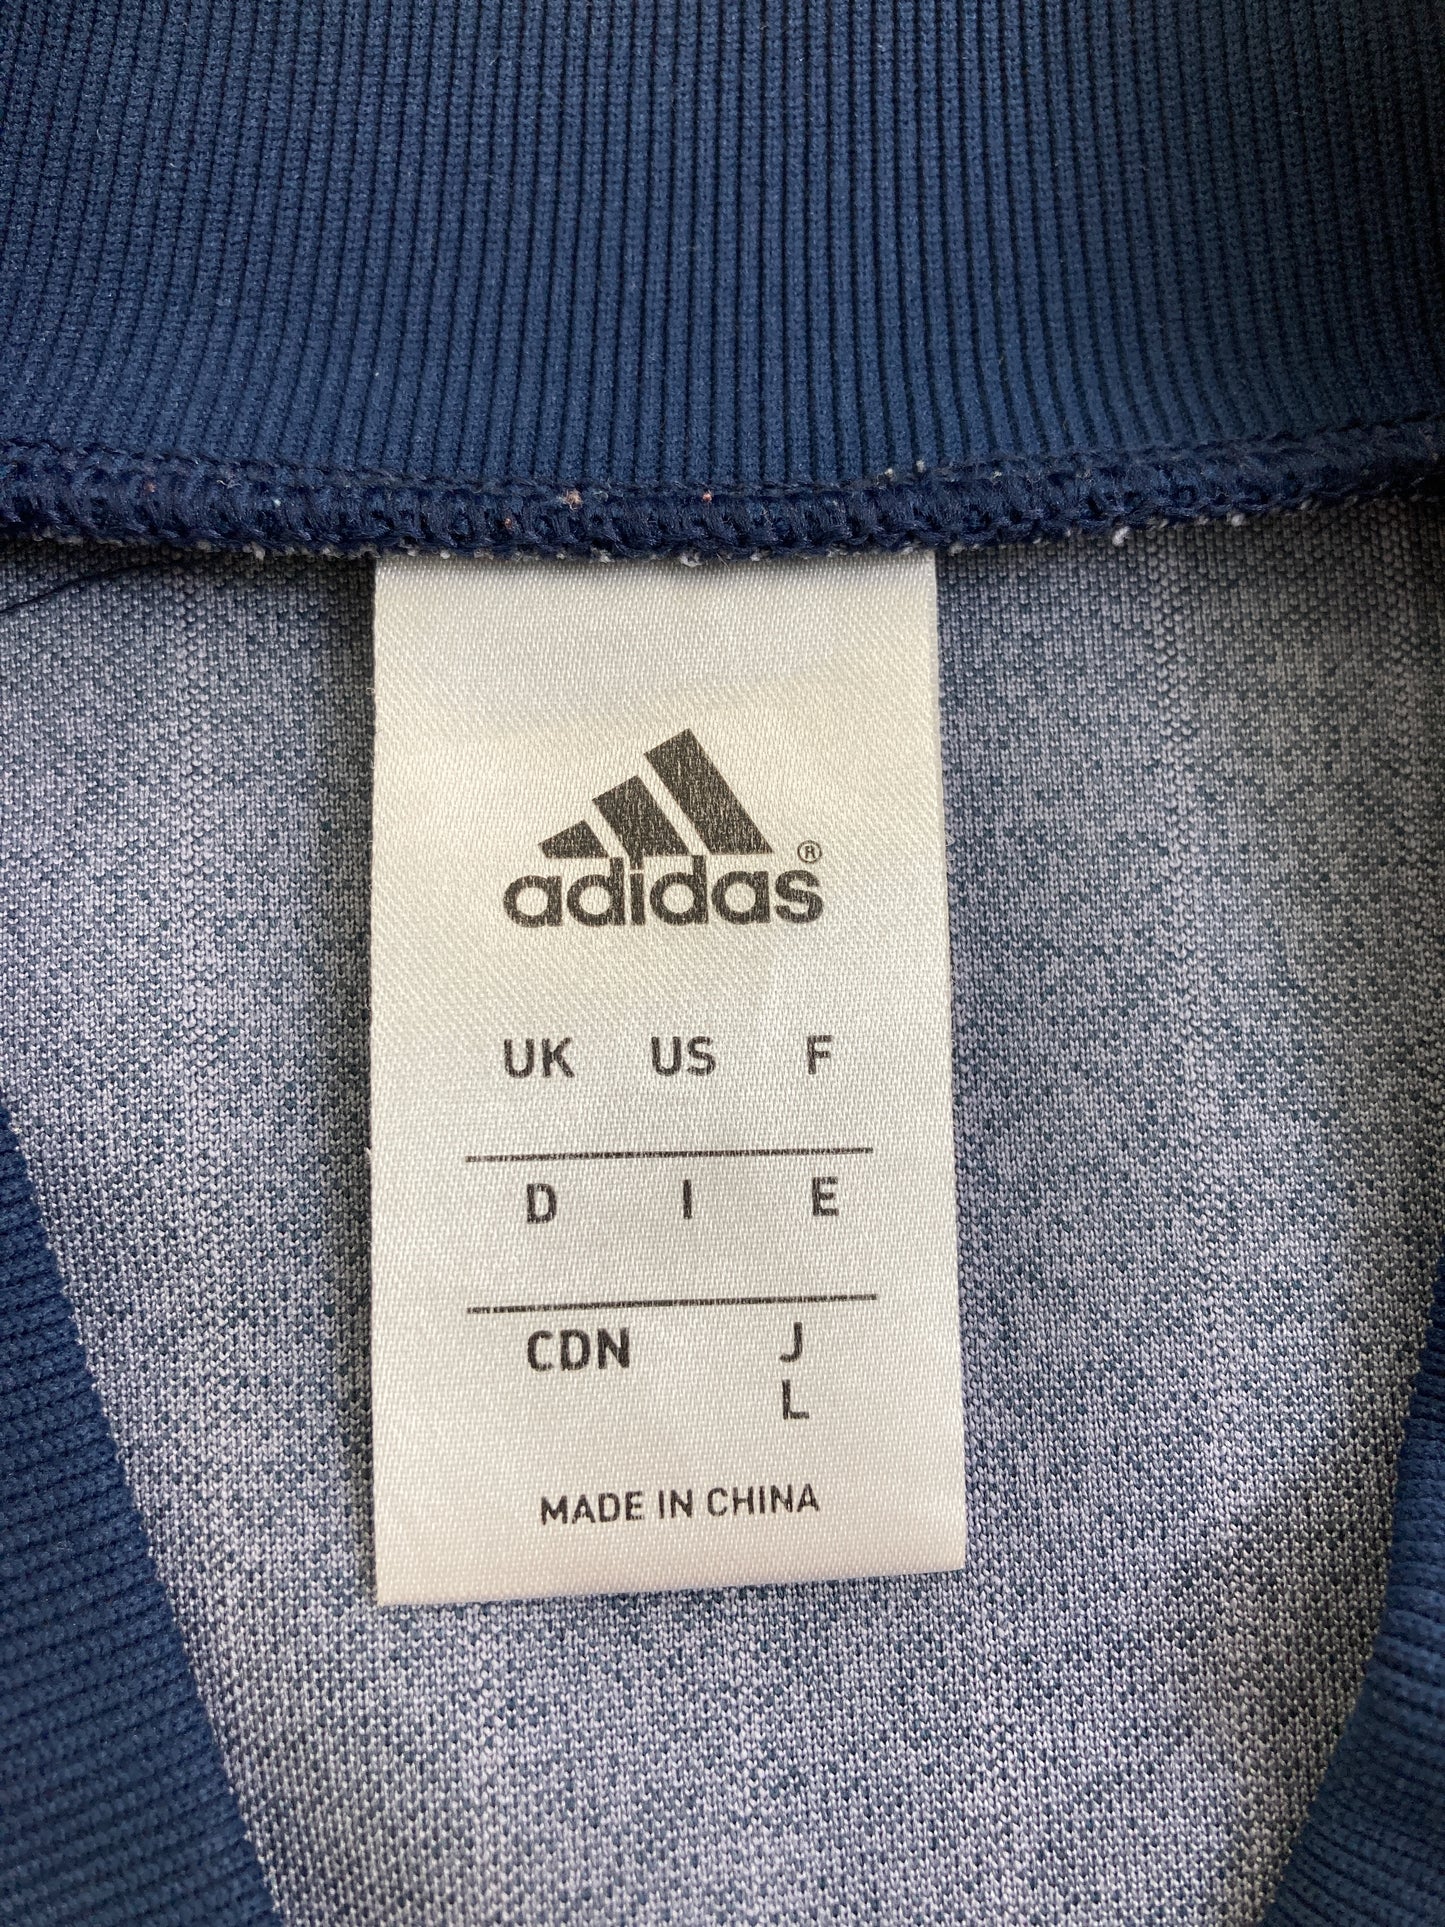 adidas®
UK US F
D I E
CDN J
L
MADE IN CHINA